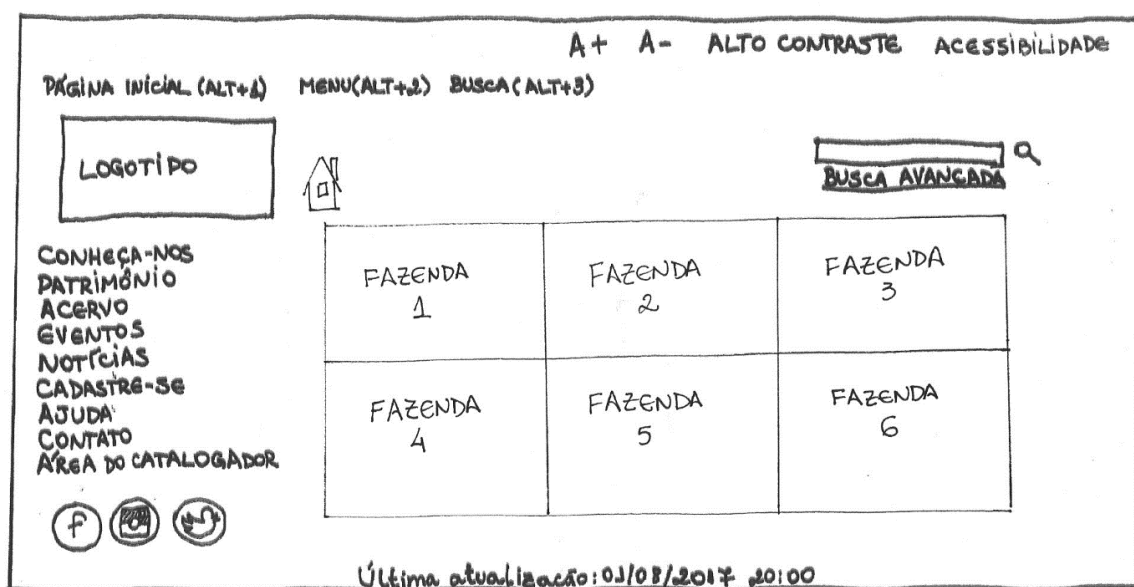 A+ A- ALTO CONTRASTE ACESSIBILIDADE
PÁGINA INICIAL (ALT+1) MENU(ALT+2) BUSCA(ALT+3)
LOGOTIPO
BUSCA AVANÇADA
CONHEÇA-NOS
PATRIMÔNIO
ACERVO
EVENTOS
NOTÍCIAS
CADASTRE-SE
AJUDA
CONTATO
ÁREA DO CATALOGADOR
f
FAZENDA
1
FAZENDA
2
FAZENDA
3
FAZENDA
4
FAZENDA
5
FAZENDA
6
Última atualização: 01/08/2017 20:00